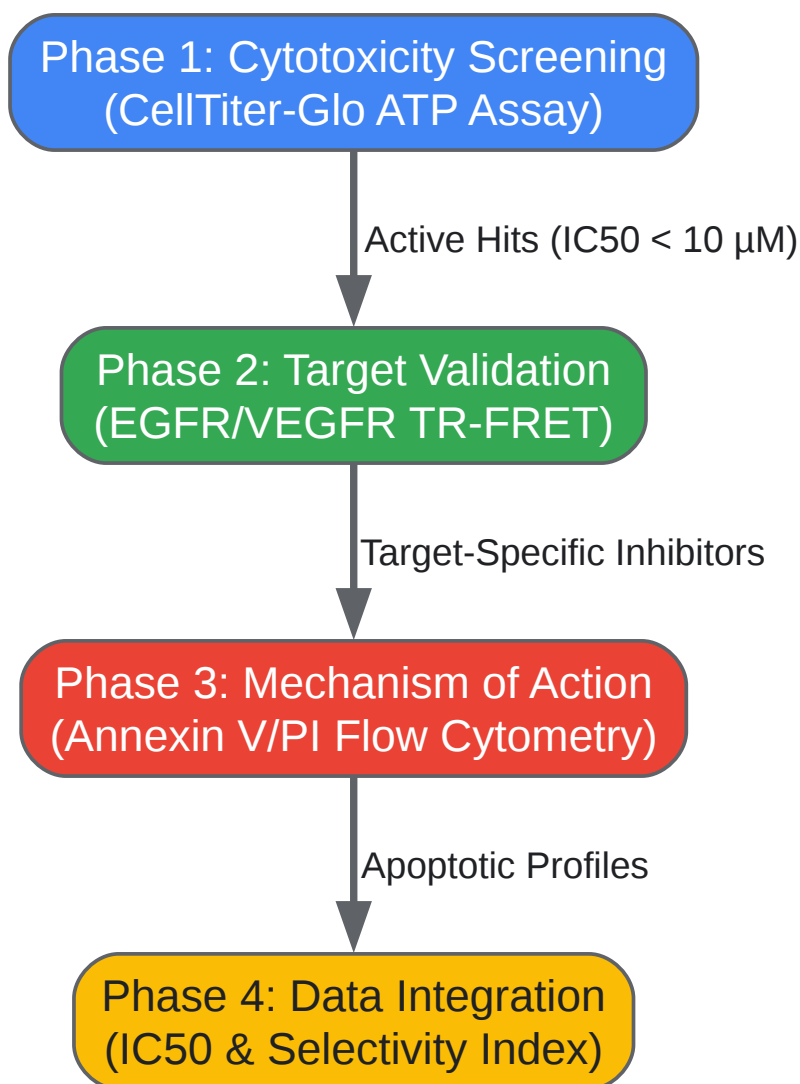 Phase 1: Cytotoxicity Screening
(CellTiter-Glo ATP Assay)
Active Hits (IC50 < 10 µM)
Phase 2: Target Validation
(EGFR/VEGFR TR-FRET)
Target-Specific Inhibitors
Phase 3: Mechanism of Action
(Annexin V/PI Flow Cytometry)
Apoptotic Profiles
Phase 4: Data Integration
(IC50 & Selectivity Index)